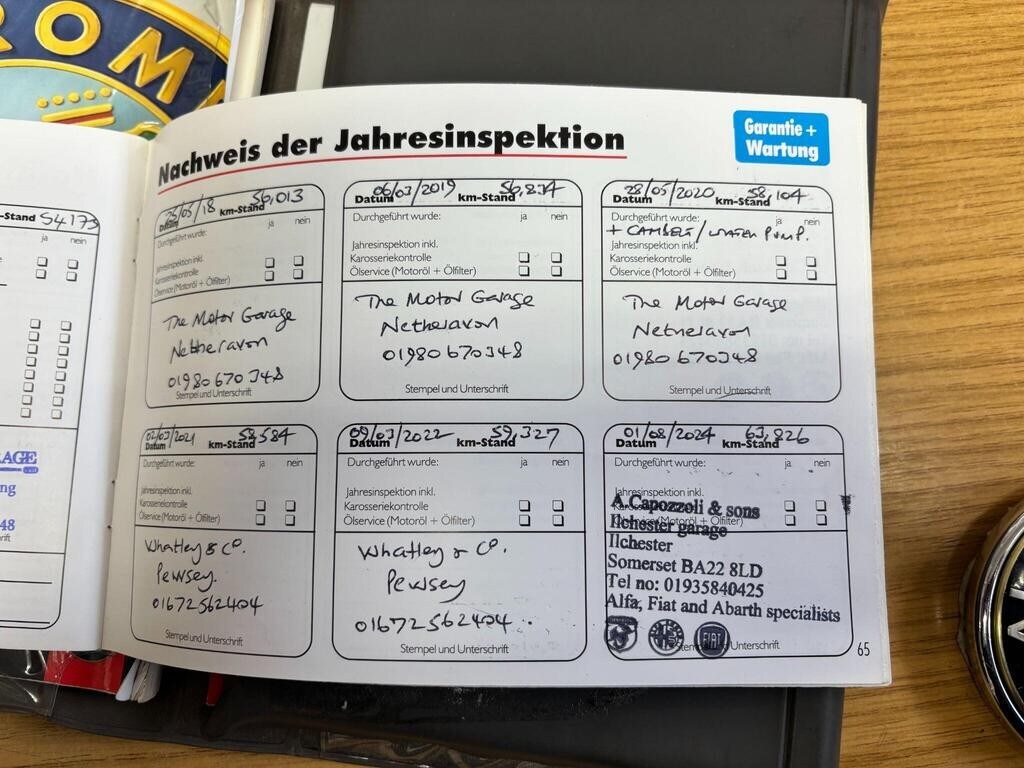 ROM
Nachweis der Jahresinspektion
Garantie +
Wartung
-Stand 54173
ja nein
AGE
ng
48
rift
25/05/18 56,013
Datum km-Stand
Durchgeführt wurde: ja nein
Jahresinspektion inkl.
Karosseriekontrolle
Ölservice (Motoröl + Ölfilter)
The Motor Garage
Netheravon
01980 670348
Stempel und Unterschrift
06/03/2019 56,834
Datum km-Stand
Durchgeführt wurde: ja nein
Jahresinspektion inkl.
Karosseriekontrolle
Ölservice (Motoröl + Ölfilter)
The Motor Garage
Netheravon
01980 670348
Stempel und Unterschrift
28/05/2020 58,104
Datum km-Stand
Durchgeführt wurde: ja nein
+ CAMBELT/WATER PUMP.
Jahresinspektion inkl.
Karosseriekontrolle
Ölservice (Motoröl + Ölfilter)
The Motor Garage
Netheravon
01980 670348
Stempel und Unterschrift
02/03/2021 58,584
Datum km-Stand
Durchgeführt wurde: ja nein
Jahresinspektion inkl.
Karosseriekontrolle
Ölservice (Motoröl + Ölfilter)
Whatley & Co.
Pewsey.
01672562404
Stempel und Unterschrift
09/03/2022 59,327
Datum km-Stand
Durchgeführt wurde: ja nein
Jahresinspektion inkl.
Karosseriekontrolle
Ölservice (Motoröl + Ölfilter)
Whatley & Co.
Pewsey
01672562404
Stempel und Unterschrift
01/08/2024 63,826
Datum km-Stand
Durchgeführt wurde: ja nein
Jahresinspektion inkl.
Karosseriekontrolle
Ölservice (Motoröl + Ölfilter)
A.Capozzoli & sons
Ilchester garage
Ilchester
Somerset BA22 8LD
Tel no: 01935840425
Alfa, Fiat and Abarth specialists
FIAT
Stempel und Unterschrift
65